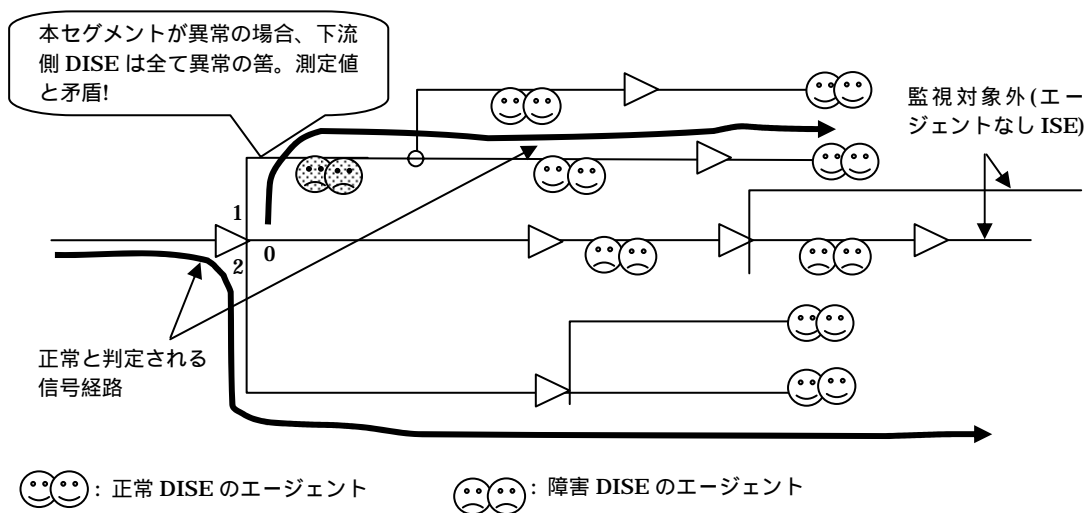 本セグメントが異常の場合、下流
側 DISE は全て異常の筈。測定値
と矛盾!
監視対象外(エー
ジェントなし ISE)
1
0
2
正常と判定される
信号経路
: 正常 DISE のエージェント
: 障害 DISE のエージェント